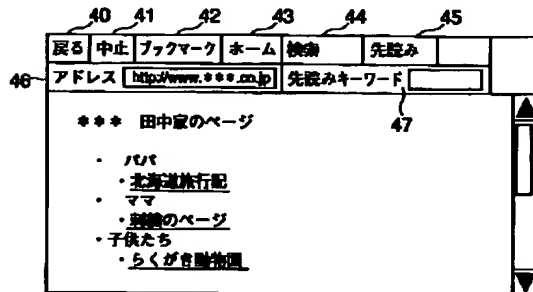 40 41 42 43 44 45
戻る 中止 ブックマーク ホーム 検索 先読み
46 アドレス http://www.***.co.jp 先読みキーワード
47
*** 田中家のページ
・ パパ
・北海道旅行記
・ ママ
・刺繍のページ
・子供たち
・らくがき動物園